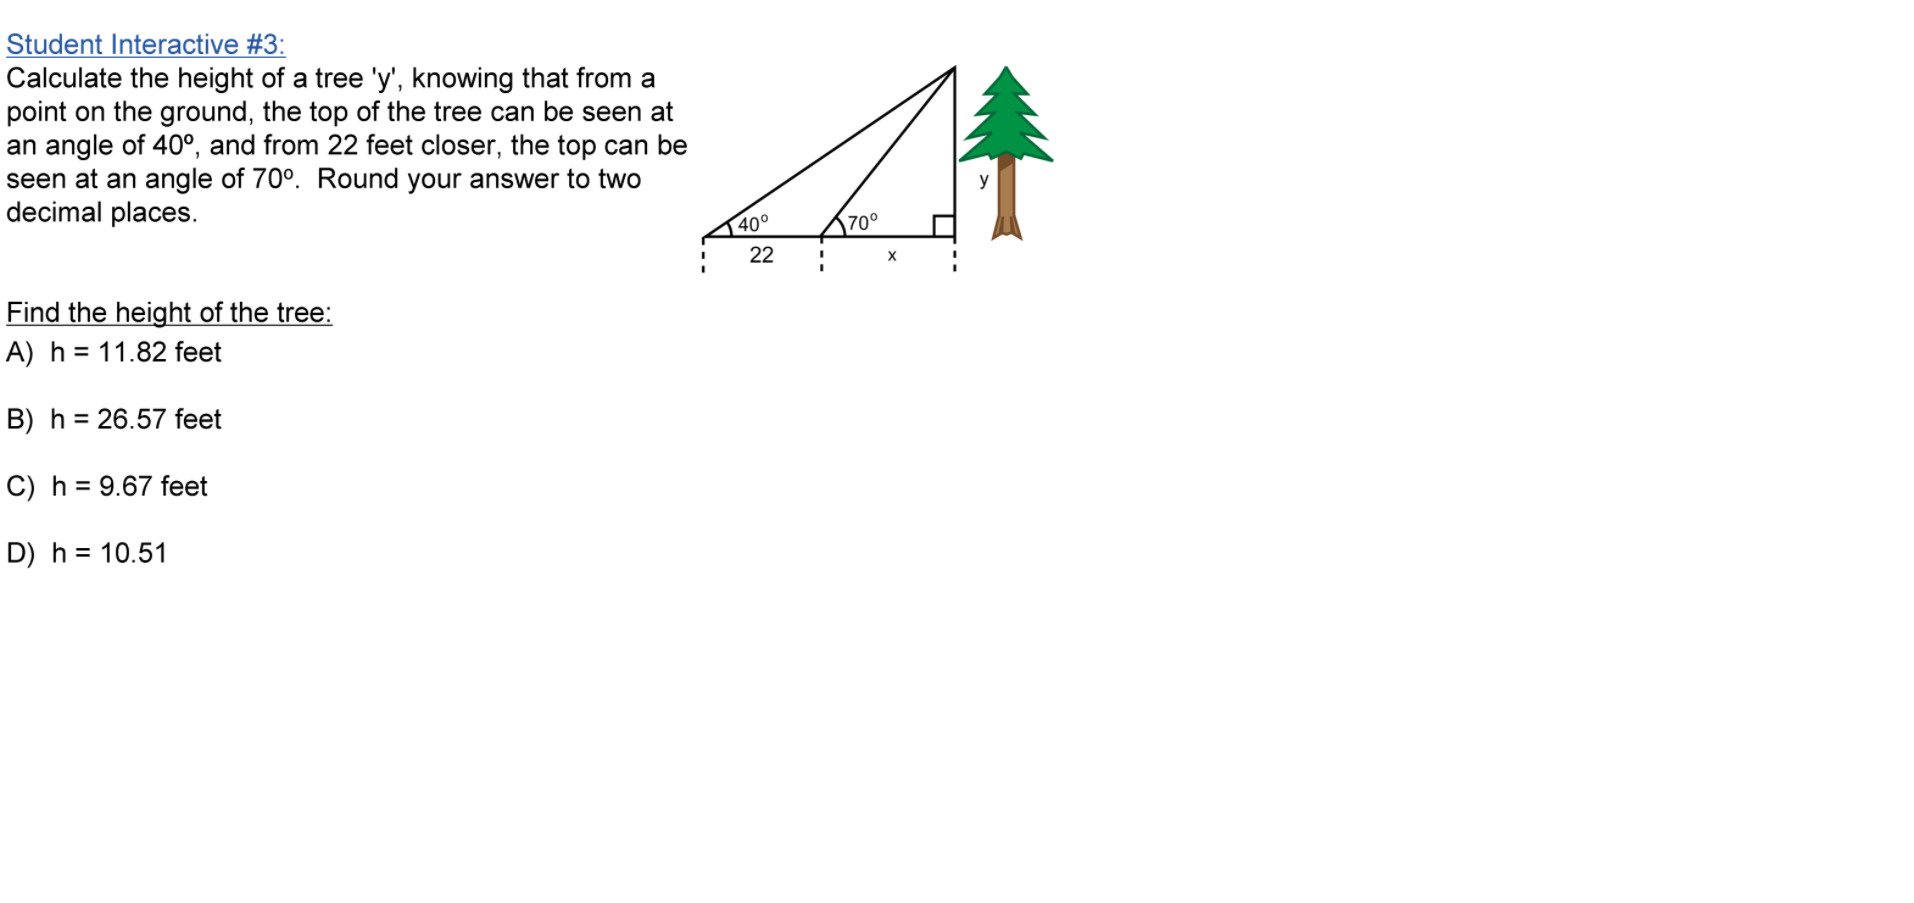 Student Interactive #3:
Calculate the height of a tree 'y', knowing that from a
point on the ground, the top of the tree can be seen at
an angle of 40º, and from 22 feet closer, the top can be
seen at an angle of 70º.  Round your answer to two
decimal places.
40º
70º
y
22
x
Find the height of the tree:
A)  h = 11.82 feet
B)  h = 26.57 feet
C)  h = 9.67 feet
D)  h = 10.51